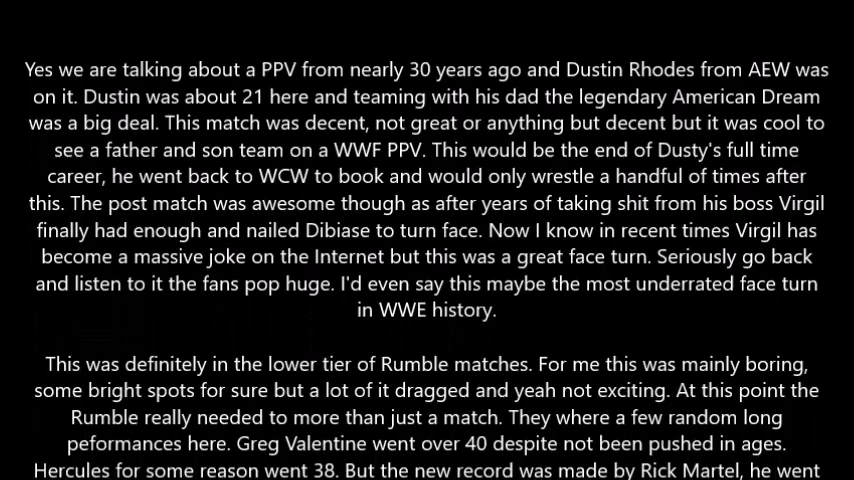 Yes we are talking about a PPV from nearly 30 years ago and Dustin Rhodes from AEW was
on it. Dustin was about 21 here and teaming with his dad the legendary American Dream
was a big deal. This match was decent, not great or anything but decent but it was cool to
see a father and son team on a WWF PPV. This would be the end of Dusty's full time
career, he went back to WCW to book and would only wrestle a handful of times after
this. The post match was awesome though as after years of taking shit from his boss Virgil
finally had enough and nailed Dibiase to turn face. Now I know in recent times Virgil has
become a massive joke on the Internet but this was a great face turn. Seriously go back
and listen to it the fans pop huge. I'd even say this maybe the most underrated face turn
in WWE history.
This was definitely in the lower tier of Rumble matches. For me this was mainly boring,
some bright spots for sure but a lot of it dragged and yeah not exciting. At this point the
Rumble really needed to more than just a match. They where a few random long
peformances here. Greg Valentine went over 40 despite not been pushed in ages.
Hercules for some reason went 38. But the new record was made by Rick Martel, he went